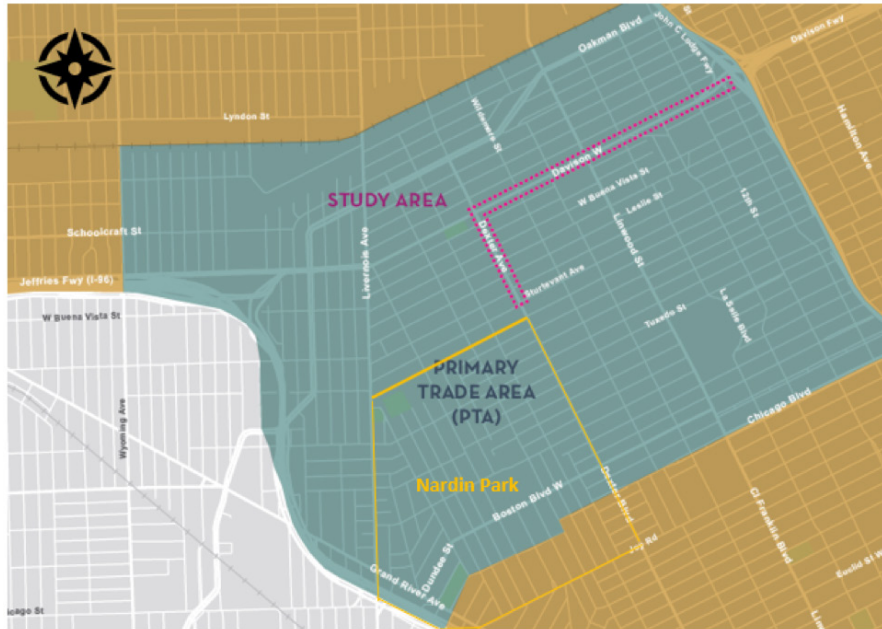 Oakman Blvd
John C Lodge Fwy
St
Davison Fwy
Lyndon St
Wildemere St
Hamilton Ave
Davison W
W Buena Vista St
STUDY AREA
Leslie St
12th St
Schoolcraft St
Livernois Ave
Dexter Ave
Linwood St
Jeffries Fwy (I-96)
Sturtevant Ave
W Buena Vista St
Tuxedo St
La Salle Blvd
PRIMARY
TRADE AREA
(PTA)
Wyoming Ave
Chicago Blvd
Nardin Park
Boston Blvd W
Dexter Blvd
Cl Franklin Blvd
Joy Rd
Dundee St
Grand River Ave
Euclid St W
icago St